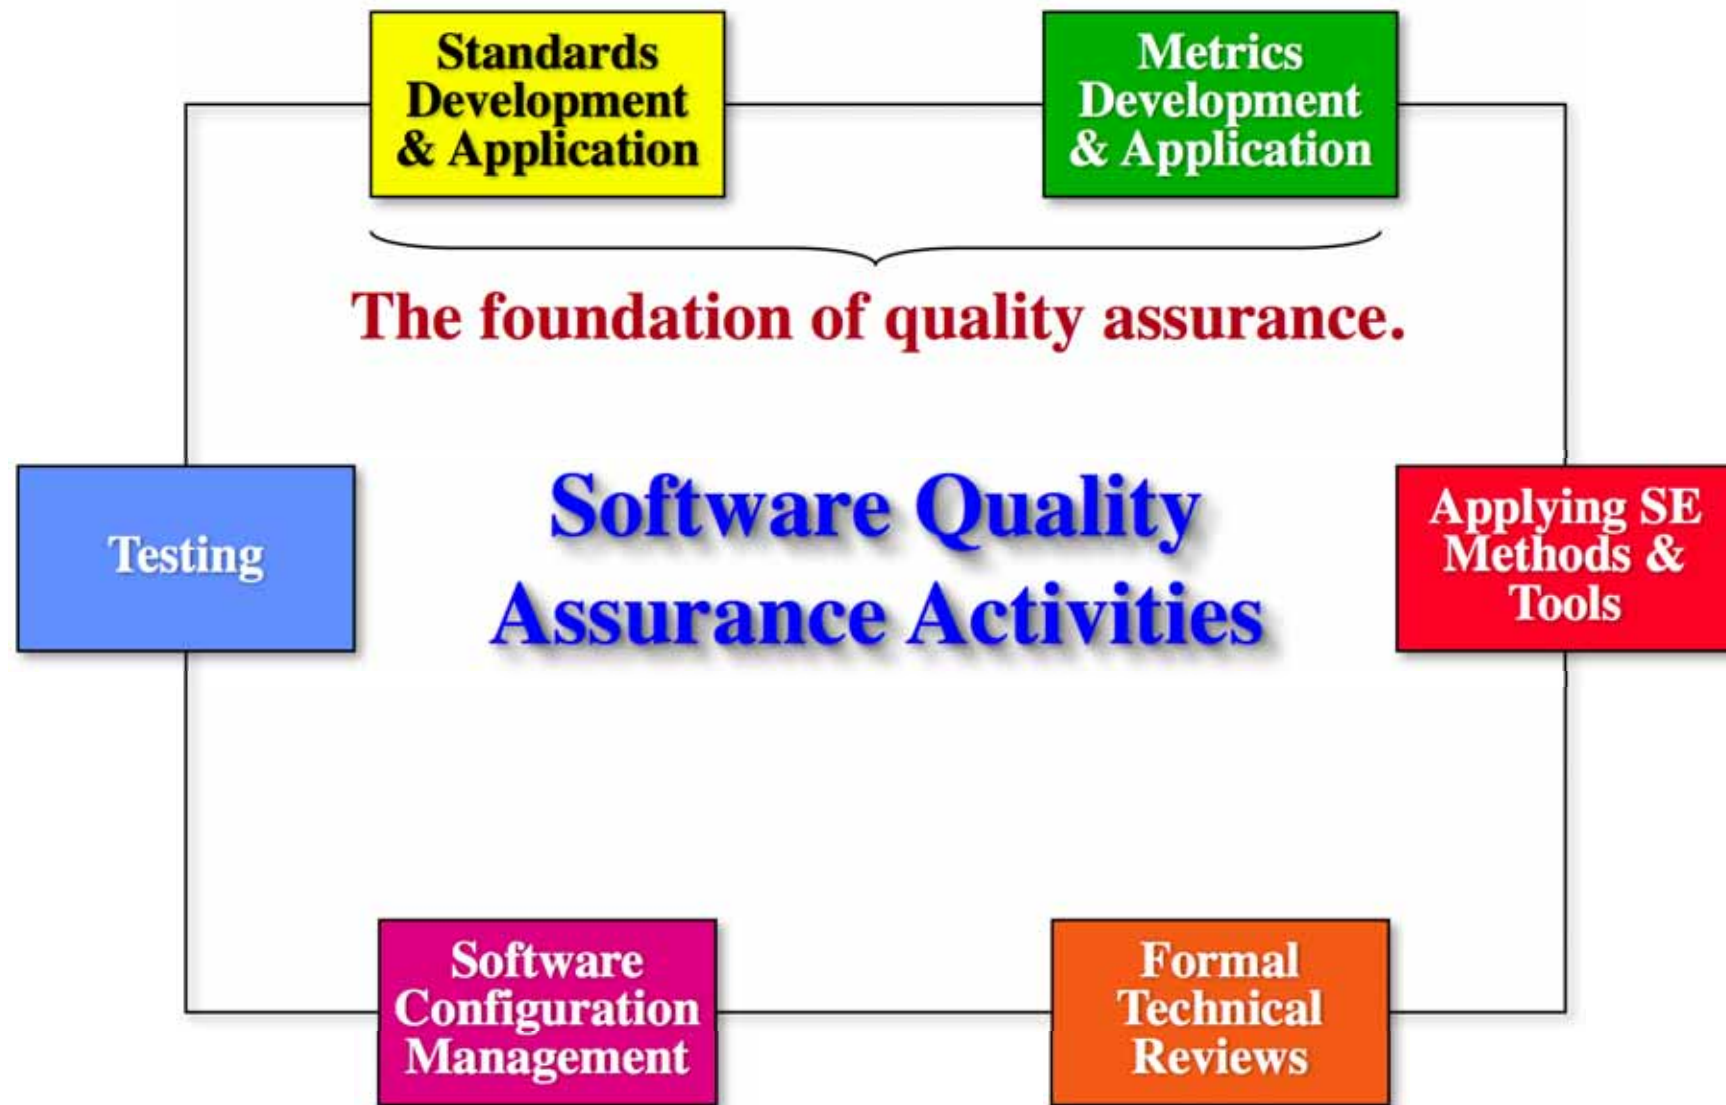 Standards
Development
& Application
Metrics
Development
& Application
The foundation of quality assurance.
Testing
Software Quality
Assurance Activities
Applying SE
Methods &
Tools
Software
Configuration
Management
Formal
Technical
Reviews